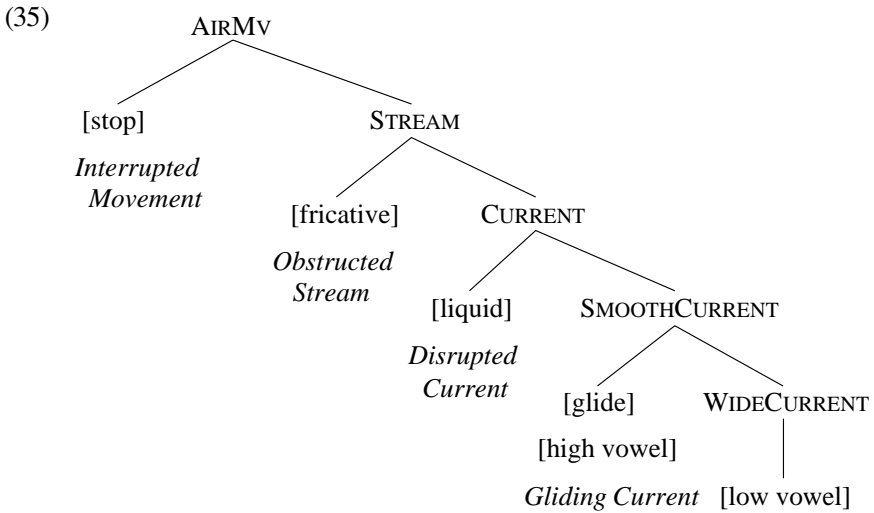 (35)
AIRMV
[stop] STREAM
Interrupted
Movement
[fricative] CURRENT
Obstructed
Stream
[liquid] SMOOTHCURRENT
Disrupted
Current
[glide] WIDECURRENT
[high vowel]
Gliding Current [low vowel]